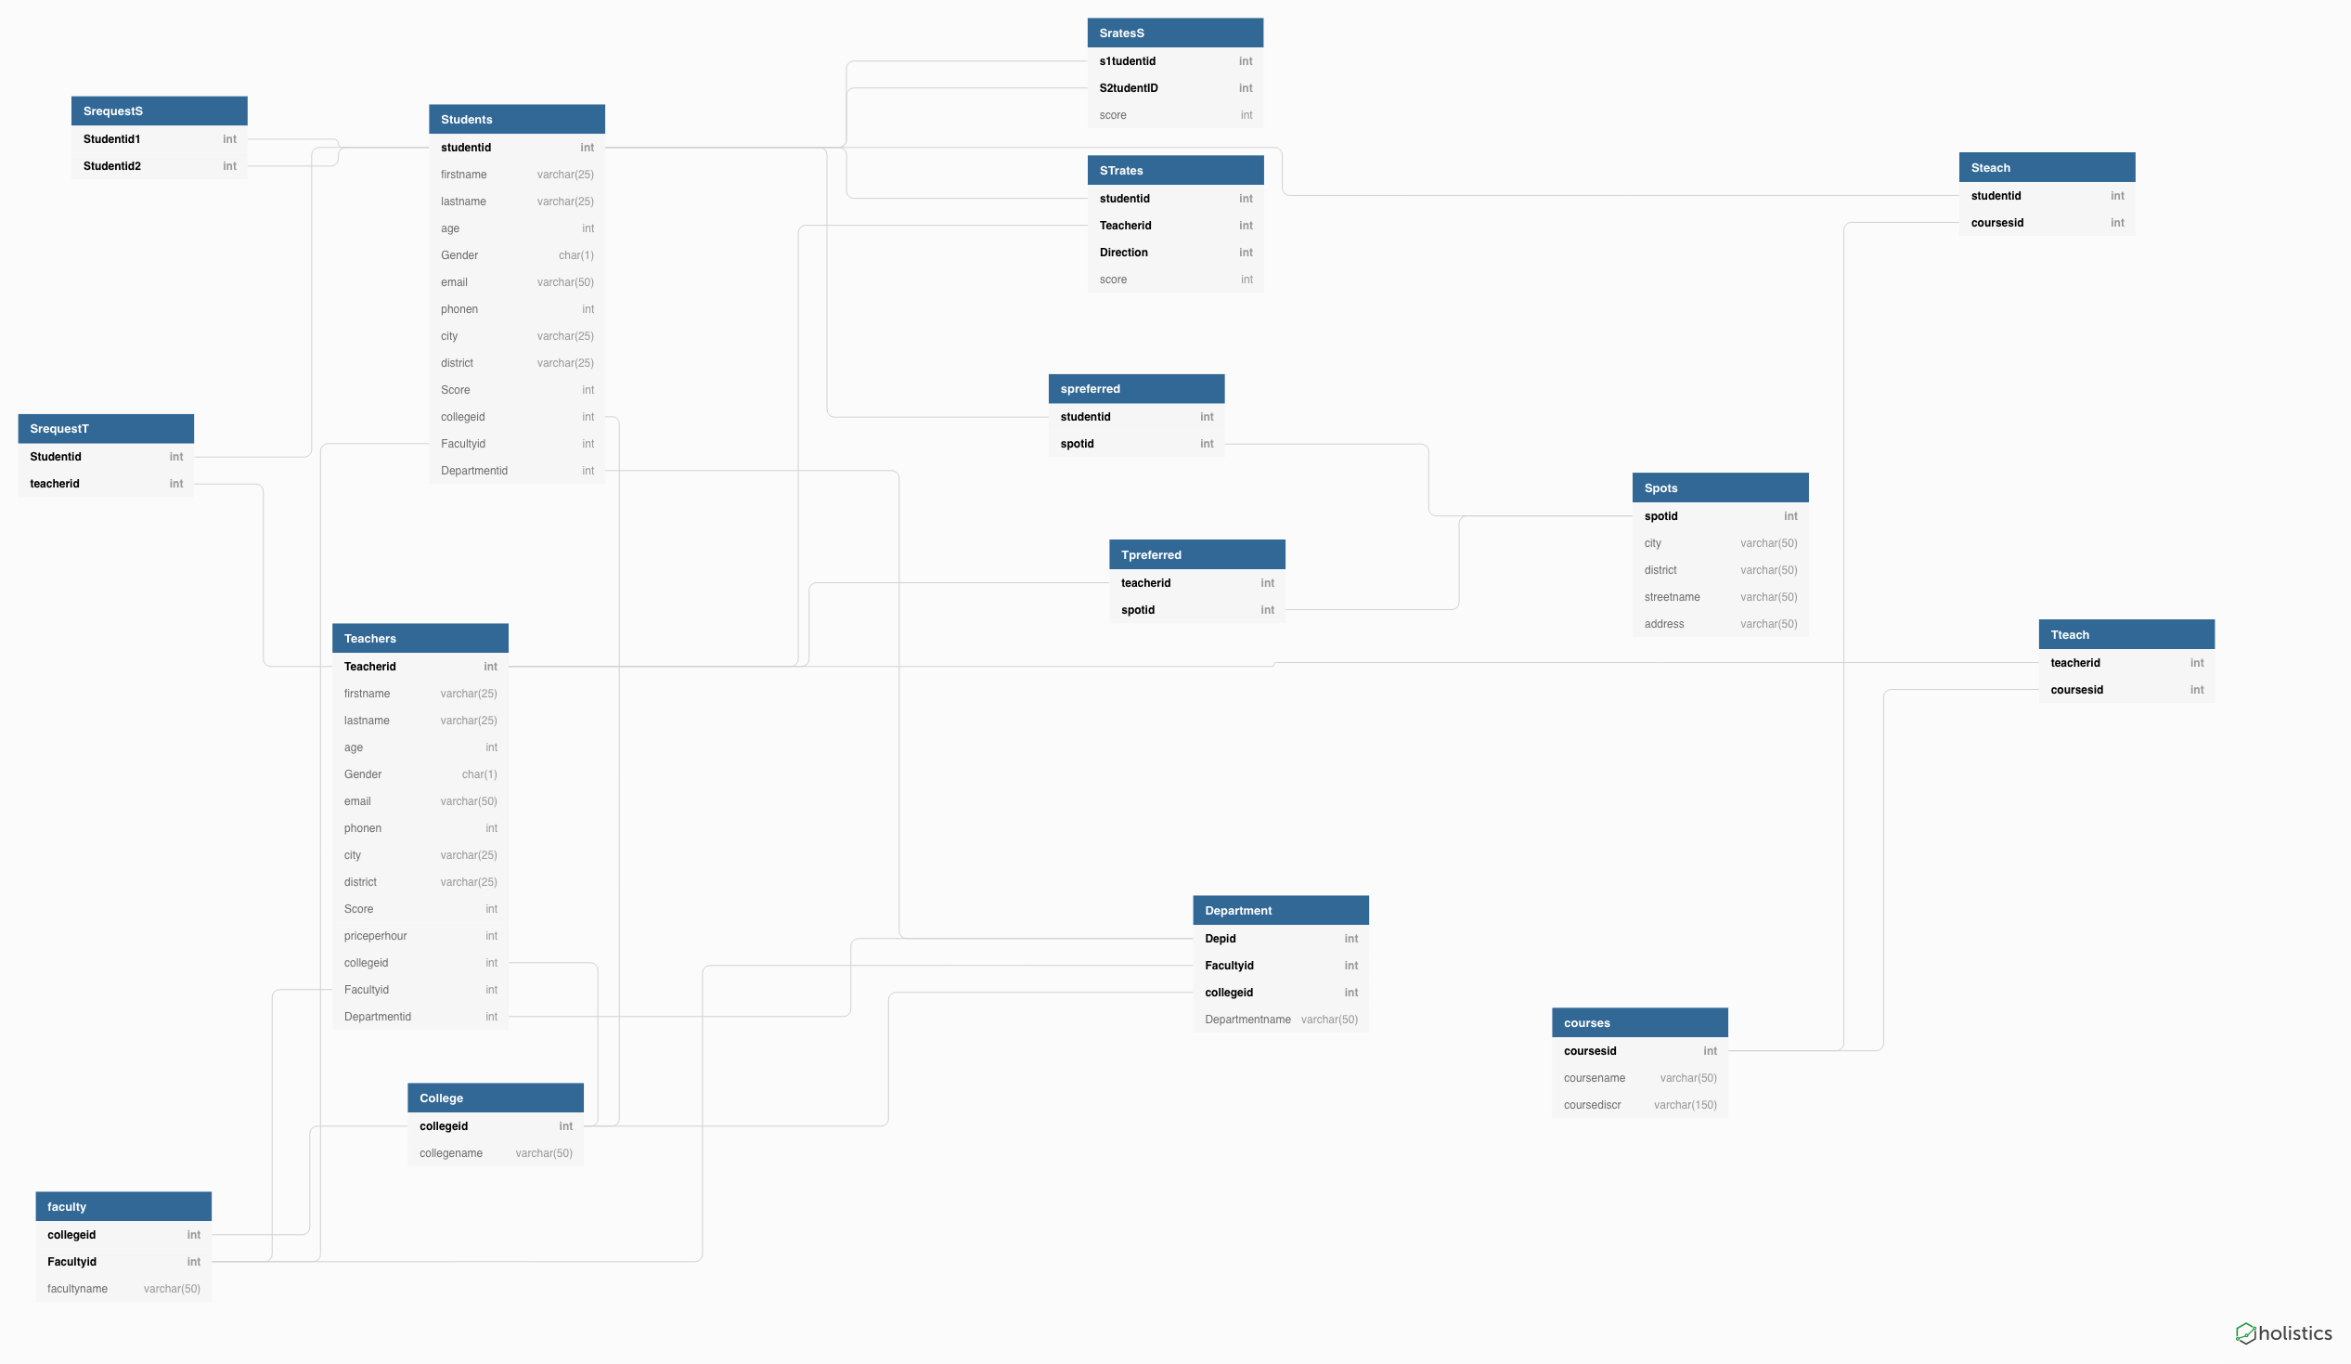 SratesS
s1tudentid int
S2tudentID int
score int
SrequestS
Studentid1 int
Studentid2 int
Students
studentid int
firstname varchar(25)
lastname varchar(25)
age int
Gender char(1)
email varchar(50)
phonen int
city varchar(25)
district varchar(25)
Score int
collegeid int
Facultyid int
Departmentid int
STrates
studentid int
Teacherid int
Direction int
score int
Steach
studentid int
coursesid int
spreferred
studentid int
spotid int
SrequestT
Studentid int
teacherid int
Spots
spotid int
city varchar(50)
district varchar(50)
streetname varchar(50)
address varchar(50)
Tpreferred
teacherid int
spotid int
Teachers
Teacherid int
firstname varchar(25)
lastname varchar(25)
age int
Gender char(1)
email varchar(50)
phonen int
city varchar(25)
district varchar(25)
Score int
priceperhour int
collegeid int
Facultyid int
Departmentid int
Tteach
teacherid int
coursesid int
Department
Depid int
Facultyid int
collegeid int
Departmentname varchar(50)
courses
coursesid int
coursename varchar(50)
coursediscr varchar(150)
College
collegeid int
collegename varchar(50)
faculty
collegeid int
Facultyid int
facultyname varchar(50)
holistics